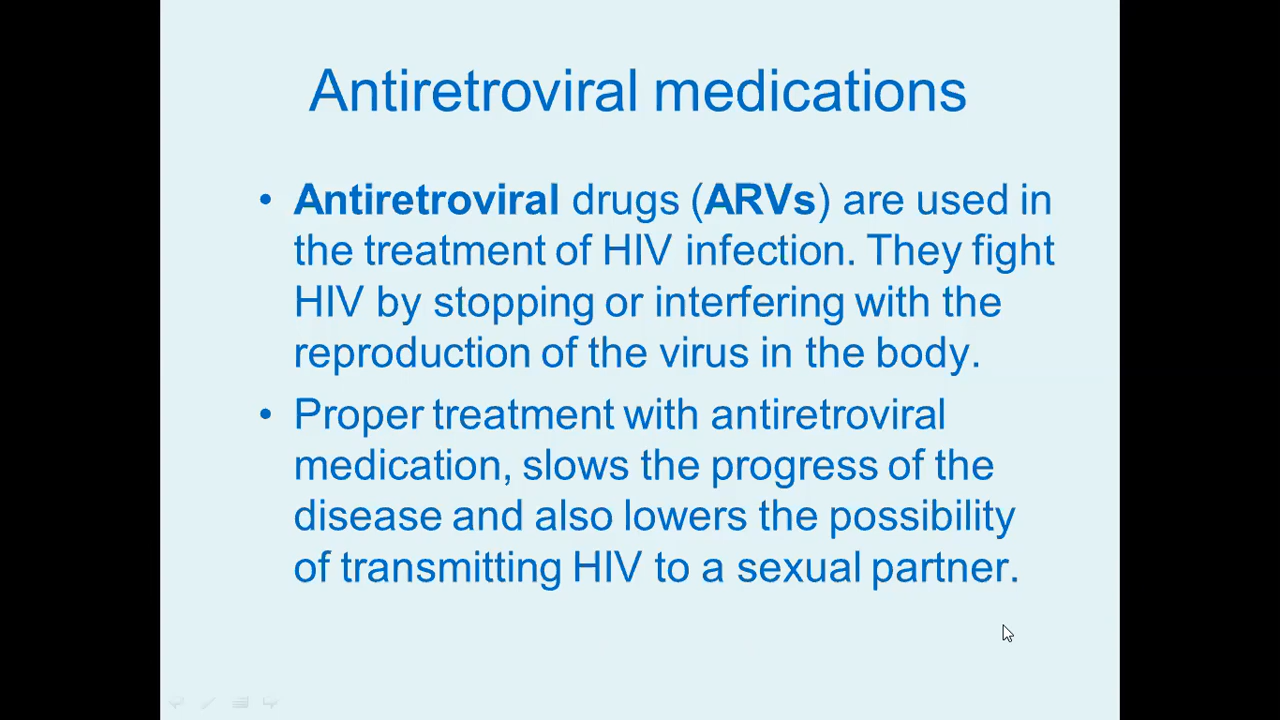 Antiretroviral medications
• Antiretroviral drugs (ARVs) are used in
the treatment of HIV infection. They fight
HIV by stopping or interfering with the
reproduction of the virus in the body.
• Proper treatment with antiretroviral
medication, slows the progress of the
disease and also lowers the possibility
of transmitting HIV to a sexual partner.